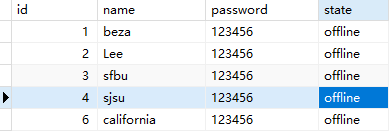 id name password state
1 beza 123456 offline
2 Lee 123456 offline
3 sfbu 123456 offline
4 sjsu 123456 offline
6 california 123456 offline